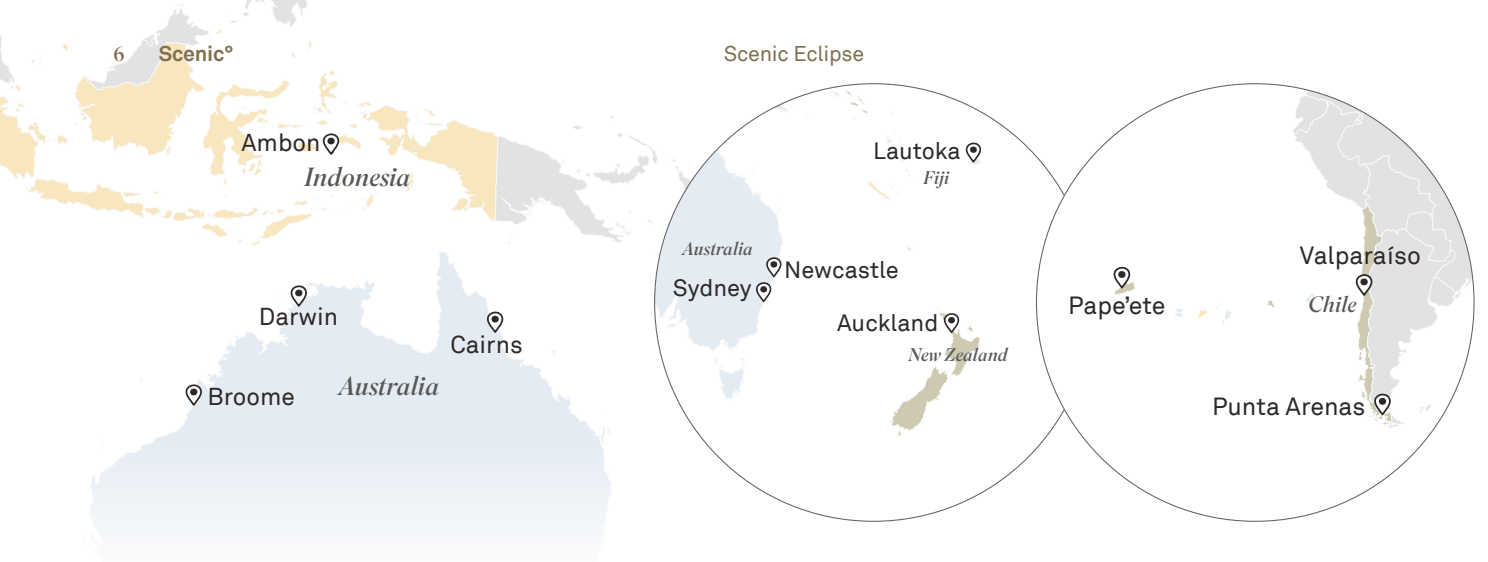 6 Scenic°
Scenic Eclipse
Ambon
Indonesia
Darwin
Cairns
Broome
Australia
Lautoka
Fiji
Australia
Newcastle
Sydney
Auckland
New Zealand
Valparaíso
Pape’ete
Chile
Punta Arenas